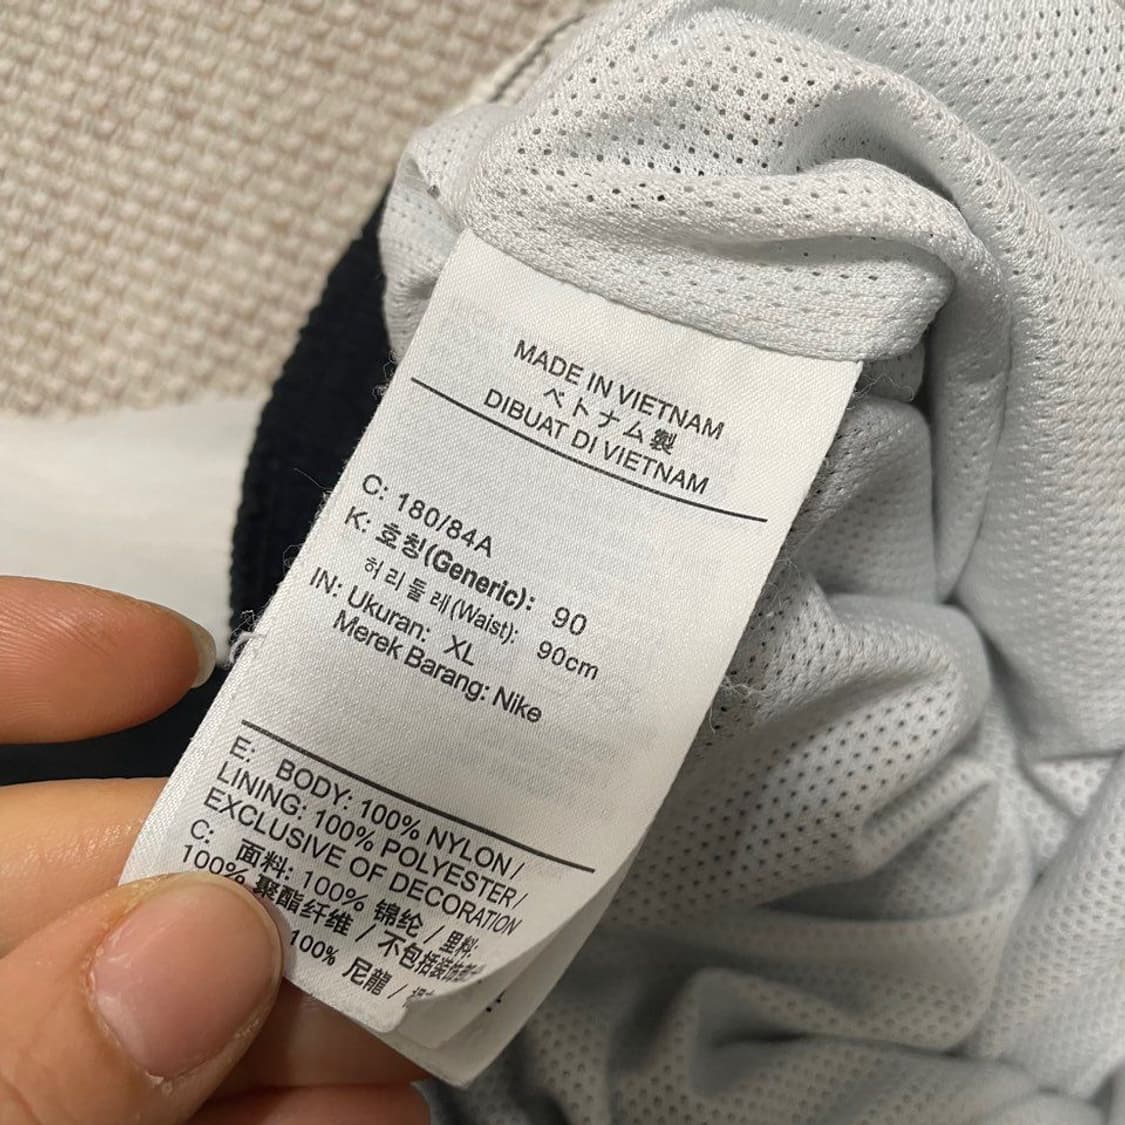 MADE IN VIETNAM
ベトナム製
DIBUAT DI VIETNAM
C: 180/84A
K: 호칭(Generic): 90
허리둘레(Waist): 90cm
IN: Ukuran: XL
Merek Barang: Nike
E: BODY: 100% NYLON /
LINING: 100% POLYESTER /
EXCLUSIVE OF DECORATION
C: 面料: 100% 锦纶 / 里料:
100% 聚酯纤维 / 不包括装饰
100% 尼龍 /